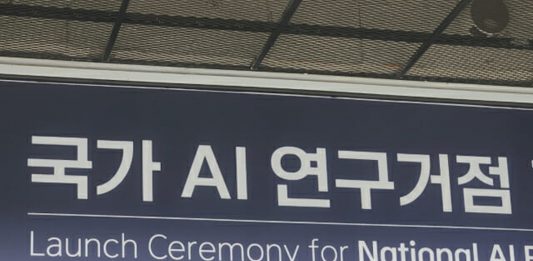 국가 AI 연구거점
Launch Ceremony for National AI